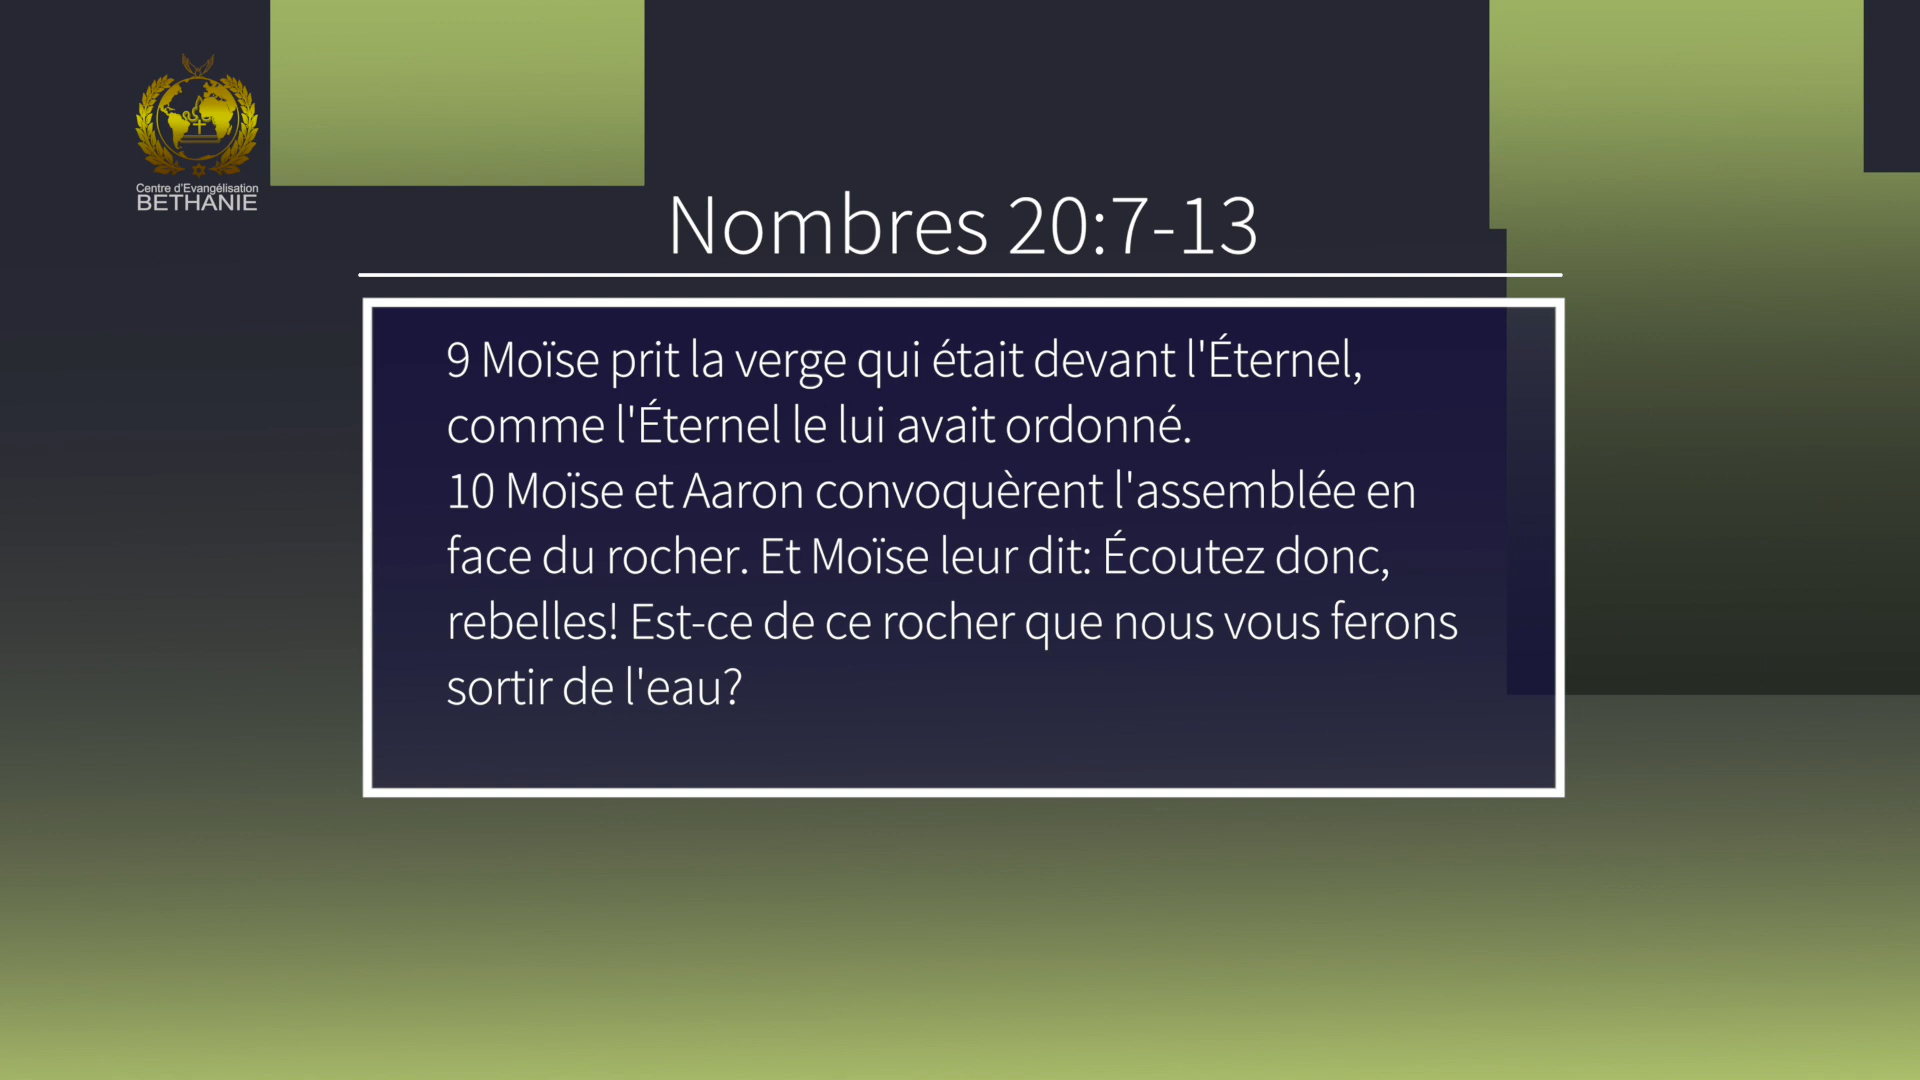 Centre d'Evangélisation
BETHANIE
Nombres 20:7-13
9 Moïse prit la verge qui était devant l'Éternel,
comme l'Éternel le lui avait ordonné.
10 Moïse et Aaron convoquèrent l'assemblée en
face du rocher. Et Moïse leur dit: Écoutez donc,
rebelles! Est-ce de ce rocher que nous vous ferons
sortir de l'eau?